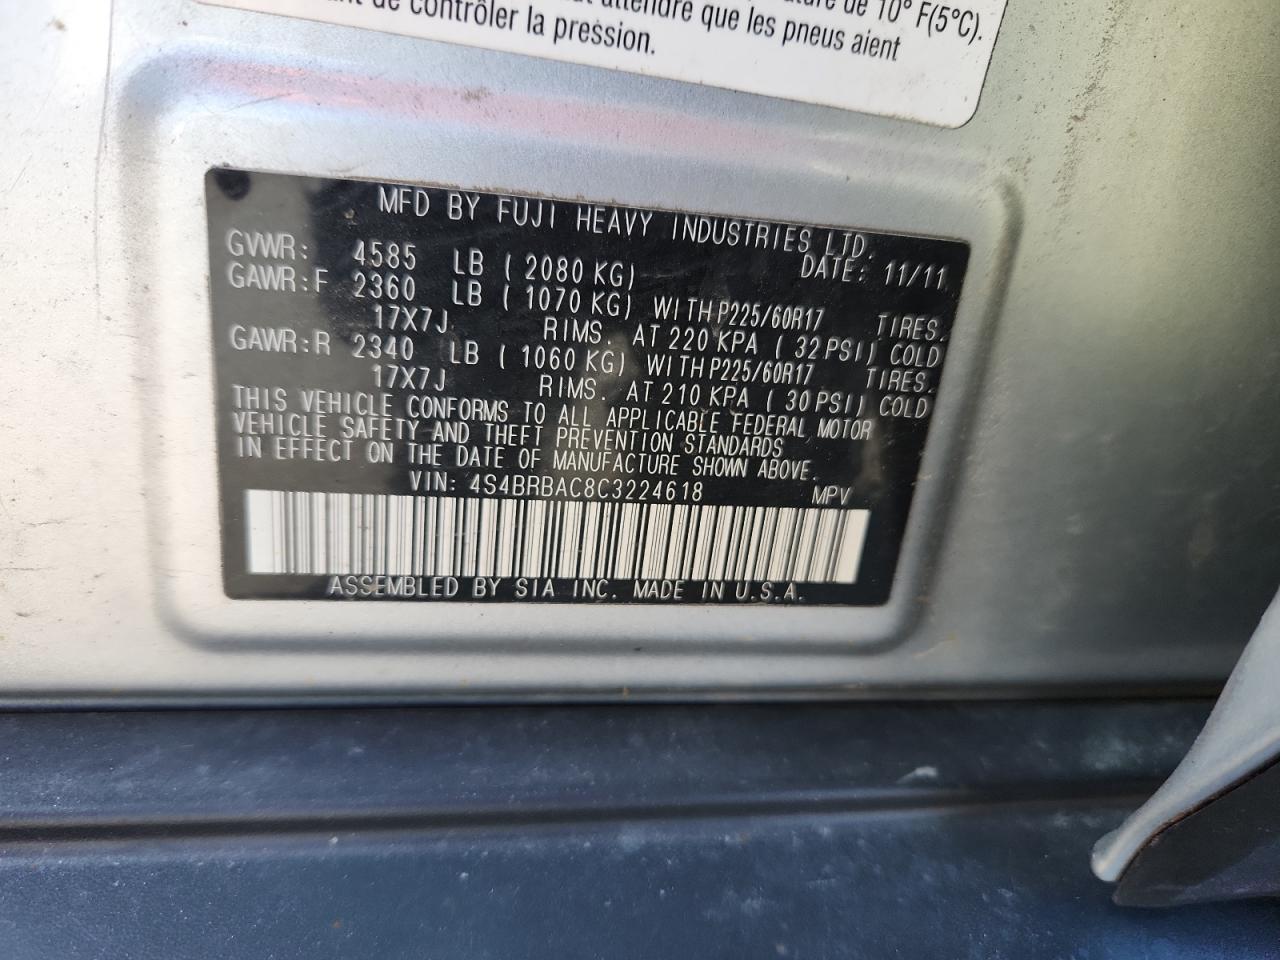 ture de 10° F(5°C).
attendre que les pneus aient
de contrôler la pression.
MFD BY FUJI HEAVY INDUSTRIES LTD.
GVWR: 4585 LB ( 2080 KG) DATE: 11/11
GAWR:F 2360 LB ( 1070 KG) WITH P225/60R17 TIRES.
17X7J RIMS. AT 220 KPA ( 32 PSI) COLD
GAWR:R 2340 LB ( 1060 KG) WITH P225/60R17 TIRES.
17X7J RIMS. AT 210 KPA ( 30 PSI) COLD
THIS VEHICLE CONFORMS TO ALL APPLICABLE FEDERAL MOTOR
VEHICLE SAFETY AND THEFT PREVENTION STANDARDS
IN EFFECT ON THE DATE OF MANUFACTURE SHOWN ABOVE.
VIN: 4S4BRBAC8C3224618 MPV
ASSEMBLED BY SIA INC. MADE IN U.S.A.